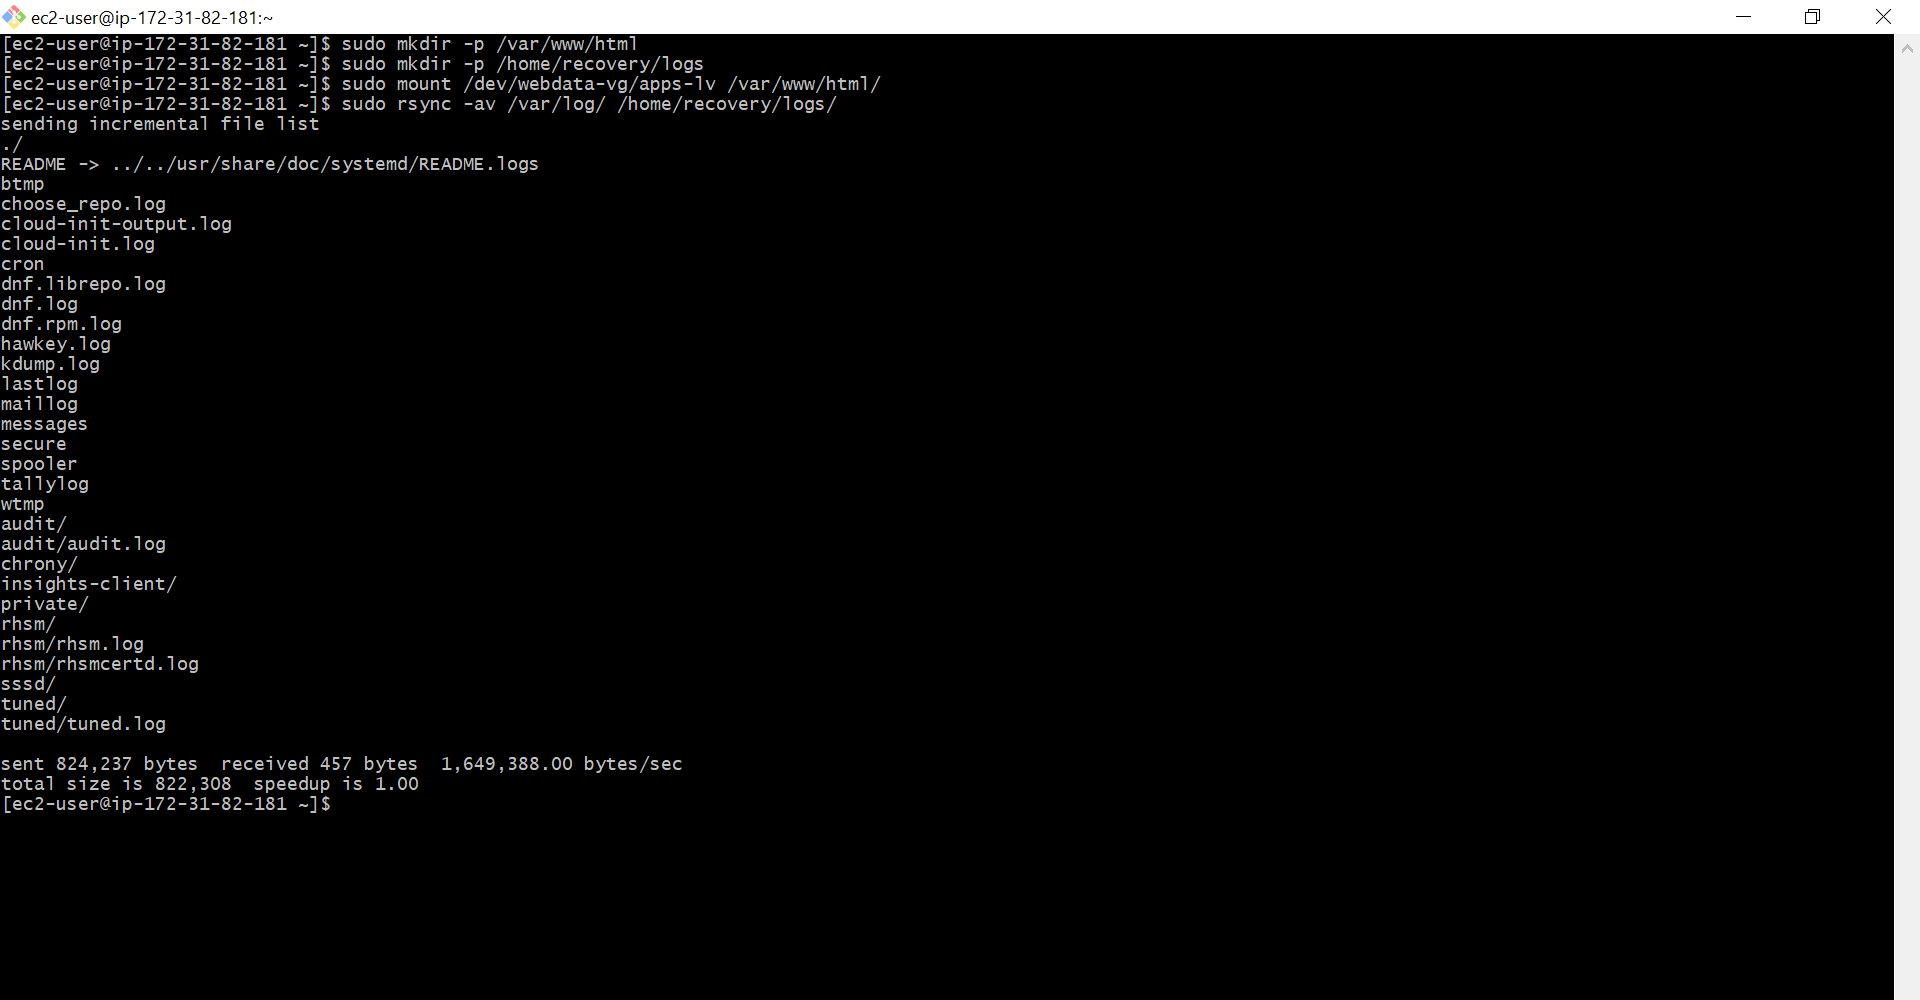 ec2-user@ip-172-31-82-181:~
[ec2-user@ip-172-31-82-181 ~]$ sudo mkdir -p /var/www/html
[ec2-user@ip-172-31-82-181 ~]$ sudo mkdir -p /home/recovery/logs
[ec2-user@ip-172-31-82-181 ~]$ sudo mount /dev/webdata-vg/apps-lv /var/www/html/
[ec2-user@ip-172-31-82-181 ~]$ sudo rsync -av /var/log/ /home/recovery/logs/
sending incremental file list
./
README -> ../../usr/share/doc/systemd/README.logs
btmp
choose_repo.log
cloud-init-output.log
cloud-init.log
cron
dnf.librepo.log
dnf.log
dnf.rpm.log
hawkey.log
kdump.log
lastlog
maillog
messages
secure
spooler
tallylog
wtmp
audit/
audit/audit.log
chrony/
insights-client/
private/
rhsm/
rhsm/rhsm.log
rhsm/rhsmcertd.log
sssd/
tuned/
tuned/tuned.log

sent 824,237 bytes  received 457 bytes  1,649,388.00 bytes/sec
total size is 822,308  speedup is 1.00
[ec2-user@ip-172-31-82-181 ~]$